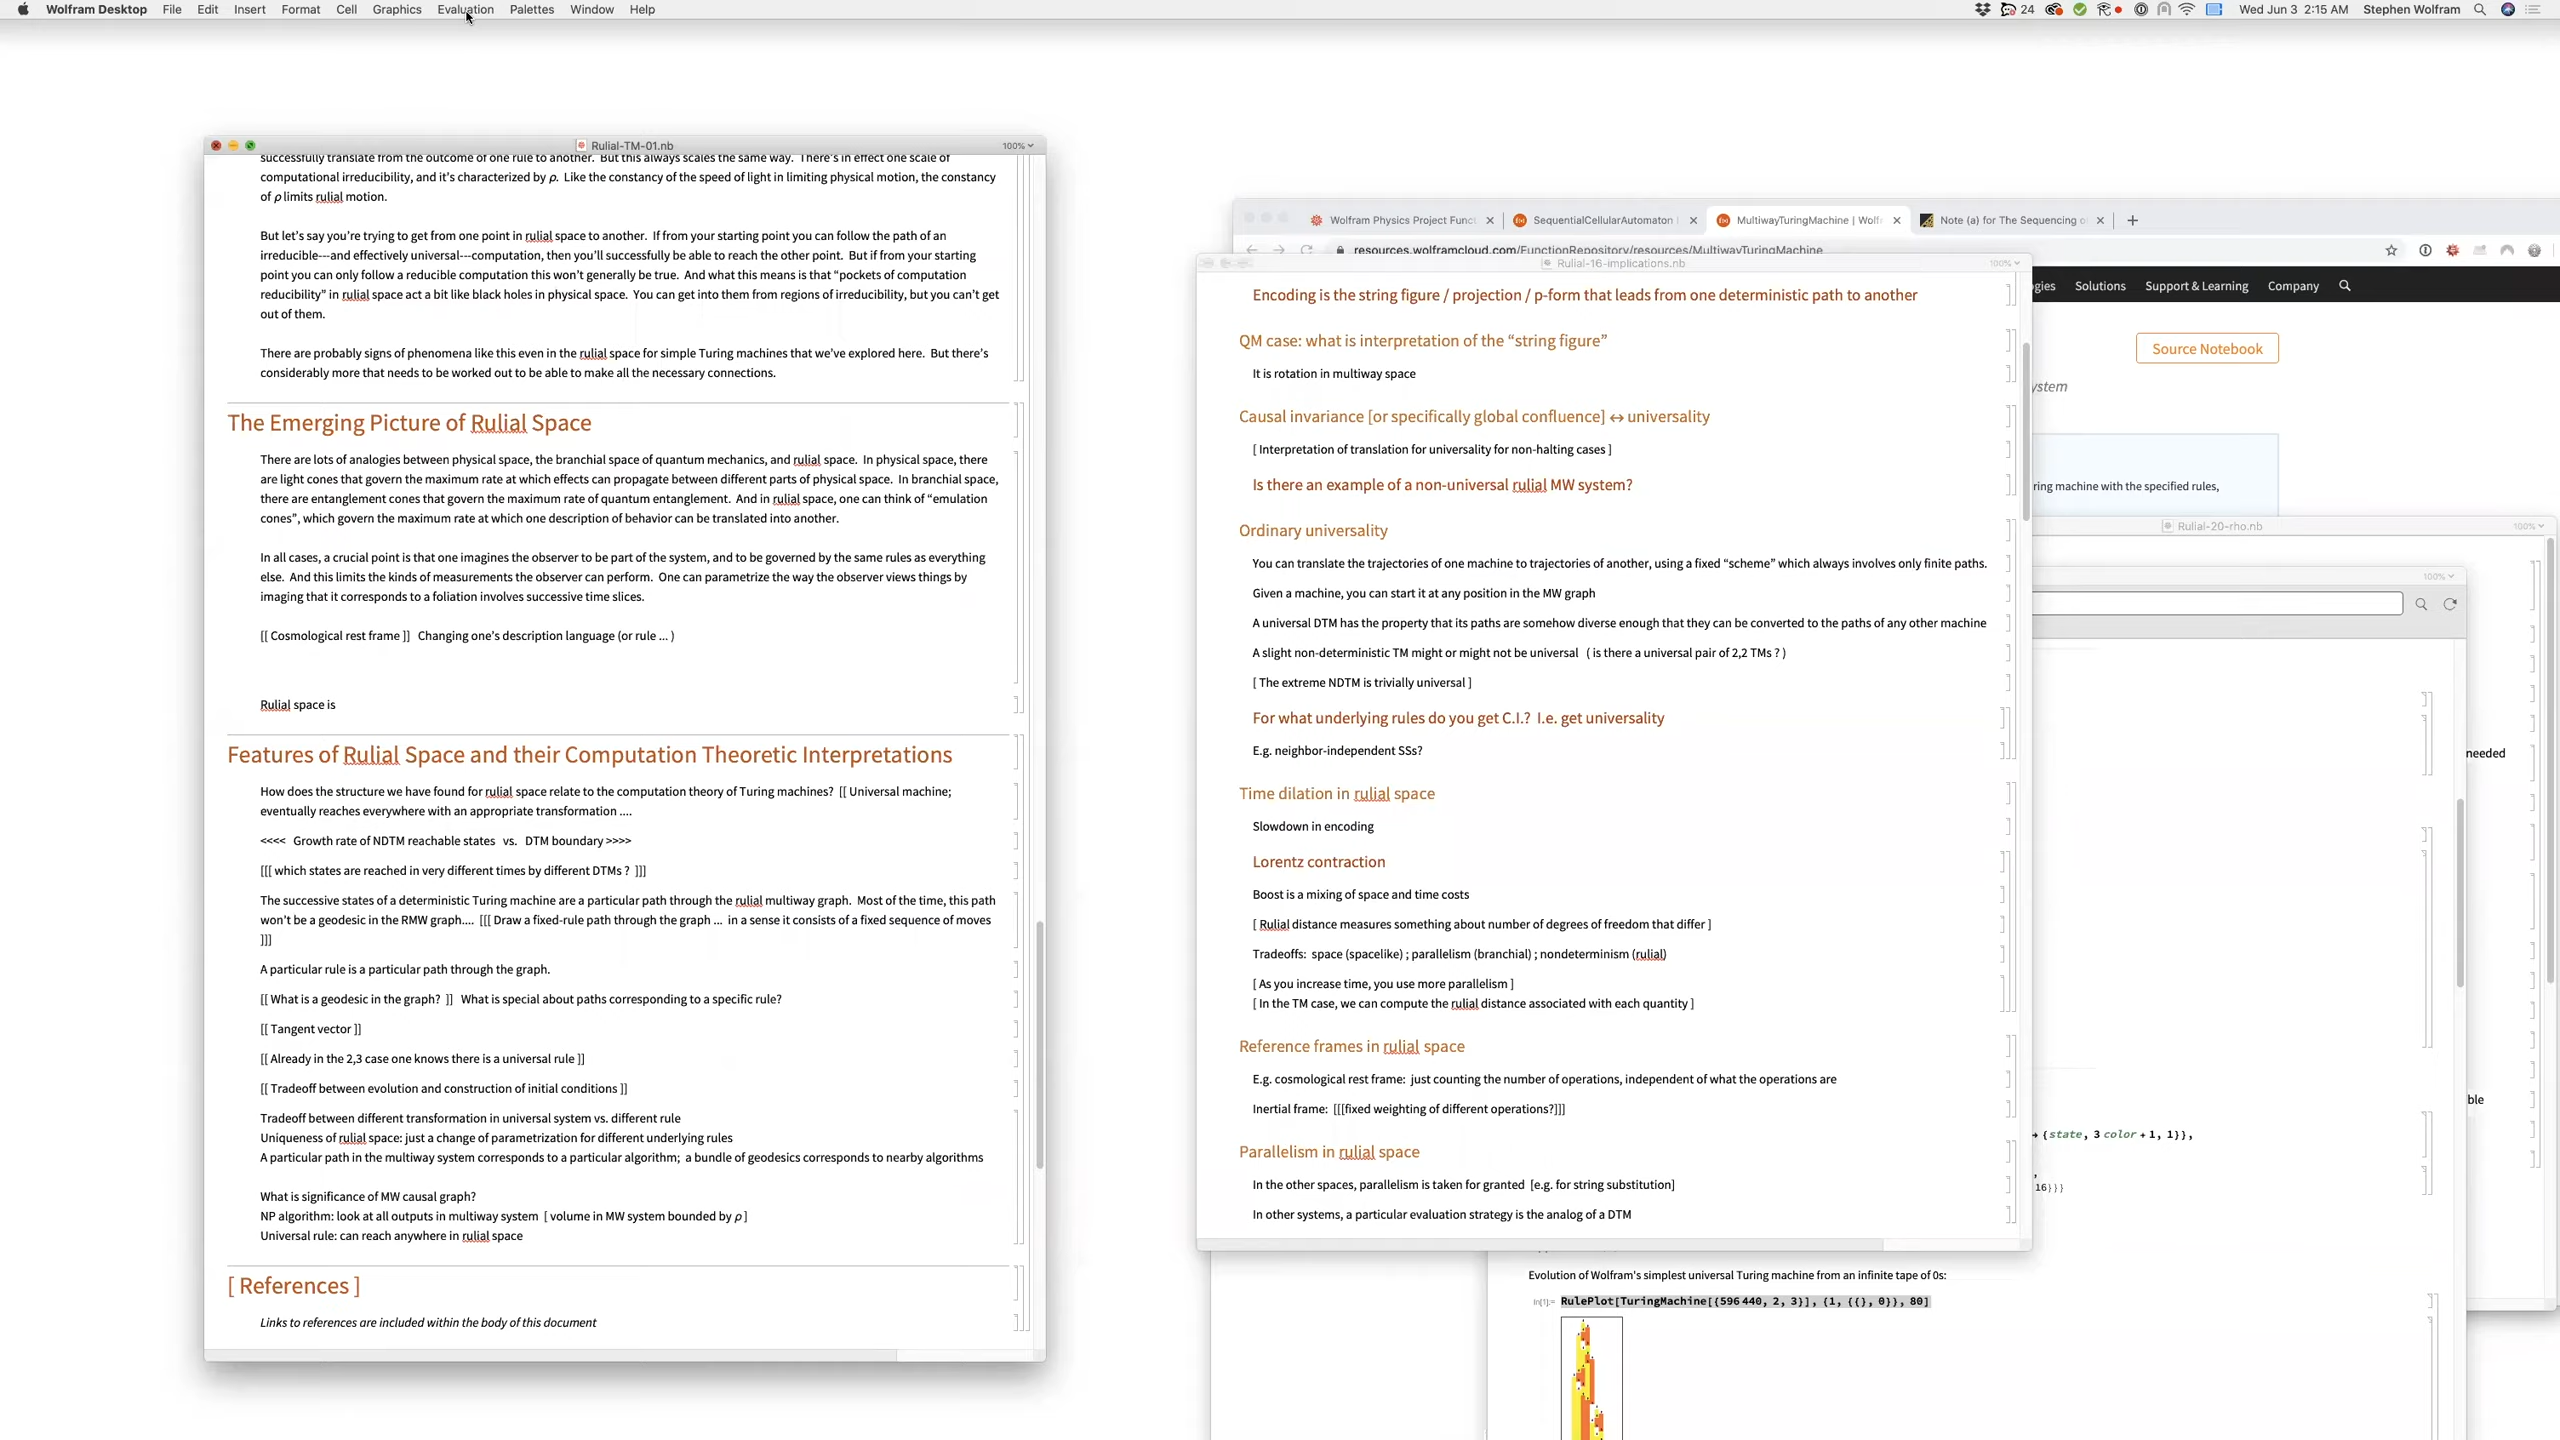 Wolfram Desktop File Edit Insert Format Cell Graphics Evaluation Palettes Window Help
24 Wed Jun 3 2:15 AM Stephen Wolfram
Rulial-TM-01.nb 100%
successfully translate from the outcome of one rule to another. But this always scales the same way. There's in effect one scale of
computational irreducibility, and it's characterized by ρ. Like the constancy of the speed of light in limiting physical motion, the constancy
of ρ limits rulial motion.
But let's say you're trying to get from one point in rulial space to another. If from your starting point you can follow the path of an
irreducible---and effectively universal---computation, then you'll successfully be able to reach the other point. But if from your starting
point you can only follow a reducible computation this won't generally be true. And what this means is that “pockets of computation
reducibility” in rulial space act a bit like black holes in physical space. You can get into them from regions of irreducibility, but you can't get
out of them.
There are probably signs of phenomena like this even in the rulial space for simple Turing machines that we've explored here. But there's
considerably more that needs to be worked out to be able to make all the necessary connections.
The Emerging Picture of Rulial Space
There are lots of analogies between physical space, the branchial space of quantum mechanics, and rulial space. In physical space, there
are light cones that govern the maximum rate at which effects can propagate between different parts of physical space. In branchial space,
there are entanglement cones that govern the maximum rate of quantum entanglement. And in rulial space, one can think of “emulation
cones”, which govern the maximum rate at which one description of behavior can be translated into another.
In all cases, a crucial point is that one imagines the observer to be part of the system, and to be governed by the same rules as everything
else. And this limits the kinds of measurements the observer can perform. One can parametrize the way the observer views things by
imaging that it corresponds to a foliation involves successive time slices.
[[ Cosmological rest frame ]] Changing one's description language (or rule ... )
Rulial space is
Features of Rulial Space and their Computation Theoretic Interpretations
How does the structure we have found for rulial space relate to the computation theory of Turing machines? [[ Universal machine;
eventually reaches everywhere with an appropriate transformation ....
<<<< Growth rate of NDTM reachable states vs. DTM boundary >>>>
[[[ which states are reached in very different times by different DTMs ? ]]]
The successive states of a deterministic Turing machine are a particular path through the rulial multiway graph. Most of the time, this path
won't be a geodesic in the RMW graph.... [[[ Draw a fixed-rule path through the graph ... in a sense it consists of a fixed sequence of moves
]]]
A particular rule is a particular path through the graph.
[[ What is a geodesic in the graph? ]] What is special about paths corresponding to a specific rule?
[[ Tangent vector ]]
[[ Already in the 2,3 case one knows there is a universal rule ]]
[[ Tradeoff between evolution and construction of initial conditions ]]
Tradeoff between different transformation in universal system vs. different rule
Uniqueness of rulial space: just a change of parametrization for different underlying rules
A particular path in the multiway system corresponds to a particular algorithm; a bundle of geodesics corresponds to nearby algorithms
What is significance of MW causal graph?
NP algorithm: look at all outputs in multiway system [ volume in MW system bounded by ρ ]
Universal rule: can reach anywhere in rulial space
[ References ]
Links to references are included within the body of this document
Wolfram Physics Project Func SequentialCellularAutomaton MultiwayTuringMachine | Wolf Note (a) for The Sequencing o
resources.wolframcloud.com/FunctionRepository/resources/MultiwayTuringMachine
Rulial-16-implications.nb 100%
Encoding is the string figure / projection / p-form that leads from one deterministic path to another
QM case: what is interpretation of the “string figure”
It is rotation in multiway space
Causal invariance [or specifically global confluence] ↔ universality
[ Interpretation of translation for universality for non-halting cases ]
Is there an example of a non-universal rulial MW system?
Ordinary universality
You can translate the trajectories of one machine to trajectories of another, using a fixed “scheme” which always involves only finite paths.
Given a machine, you can start it at any position in the MW graph
A universal DTM has the property that its paths are somehow diverse enough that they can be converted to the paths of any other machine
A slight non-deterministic TM might or might not be universal ( is there a universal pair of 2,2 TMs ? )
[ The extreme NDTM is trivially universal ]
For what underlying rules do you get C.I.? I.e. get universality
E.g. neighbor-independent SSs?
Time dilation in rulial space
Slowdown in encoding
Lorentz contraction
Boost is a mixing of space and time costs
[ Rulial distance measures something about number of degrees of freedom that differ ]
Tradeoffs: space (spacelike) ; parallelism (branchial) ; nondeterminism (rulial)
[ As you increase time, you use more parallelism ]
[ In the TM case, we can compute the rulial distance associated with each quantity ]
Reference frames in rulial space
E.g. cosmological rest frame: just counting the number of operations, independent of what the operations are
Inertial frame: [[[fixed weighting of different operations?]]]
Parallelism in rulial space
In the other spaces, parallelism is taken for granted [e.g. for string substitution]
In other systems, a particular evaluation strategy is the analog of a DTM
gies Solutions Support & Learning Company
Source Notebook
ystem
ring machine with the specified rules,
Rulial-20-rho.nb 100%
100%
needed
ble
→ {state, 3 color + 1, 1}},
,
16}}}
Evolution of Wolfram's simplest universal Turing machine from an infinite tape of 0s:
In[1]:= RulePlot[TuringMachine[{596 440, 2, 3}], {1, {{}, 0}}, 80]